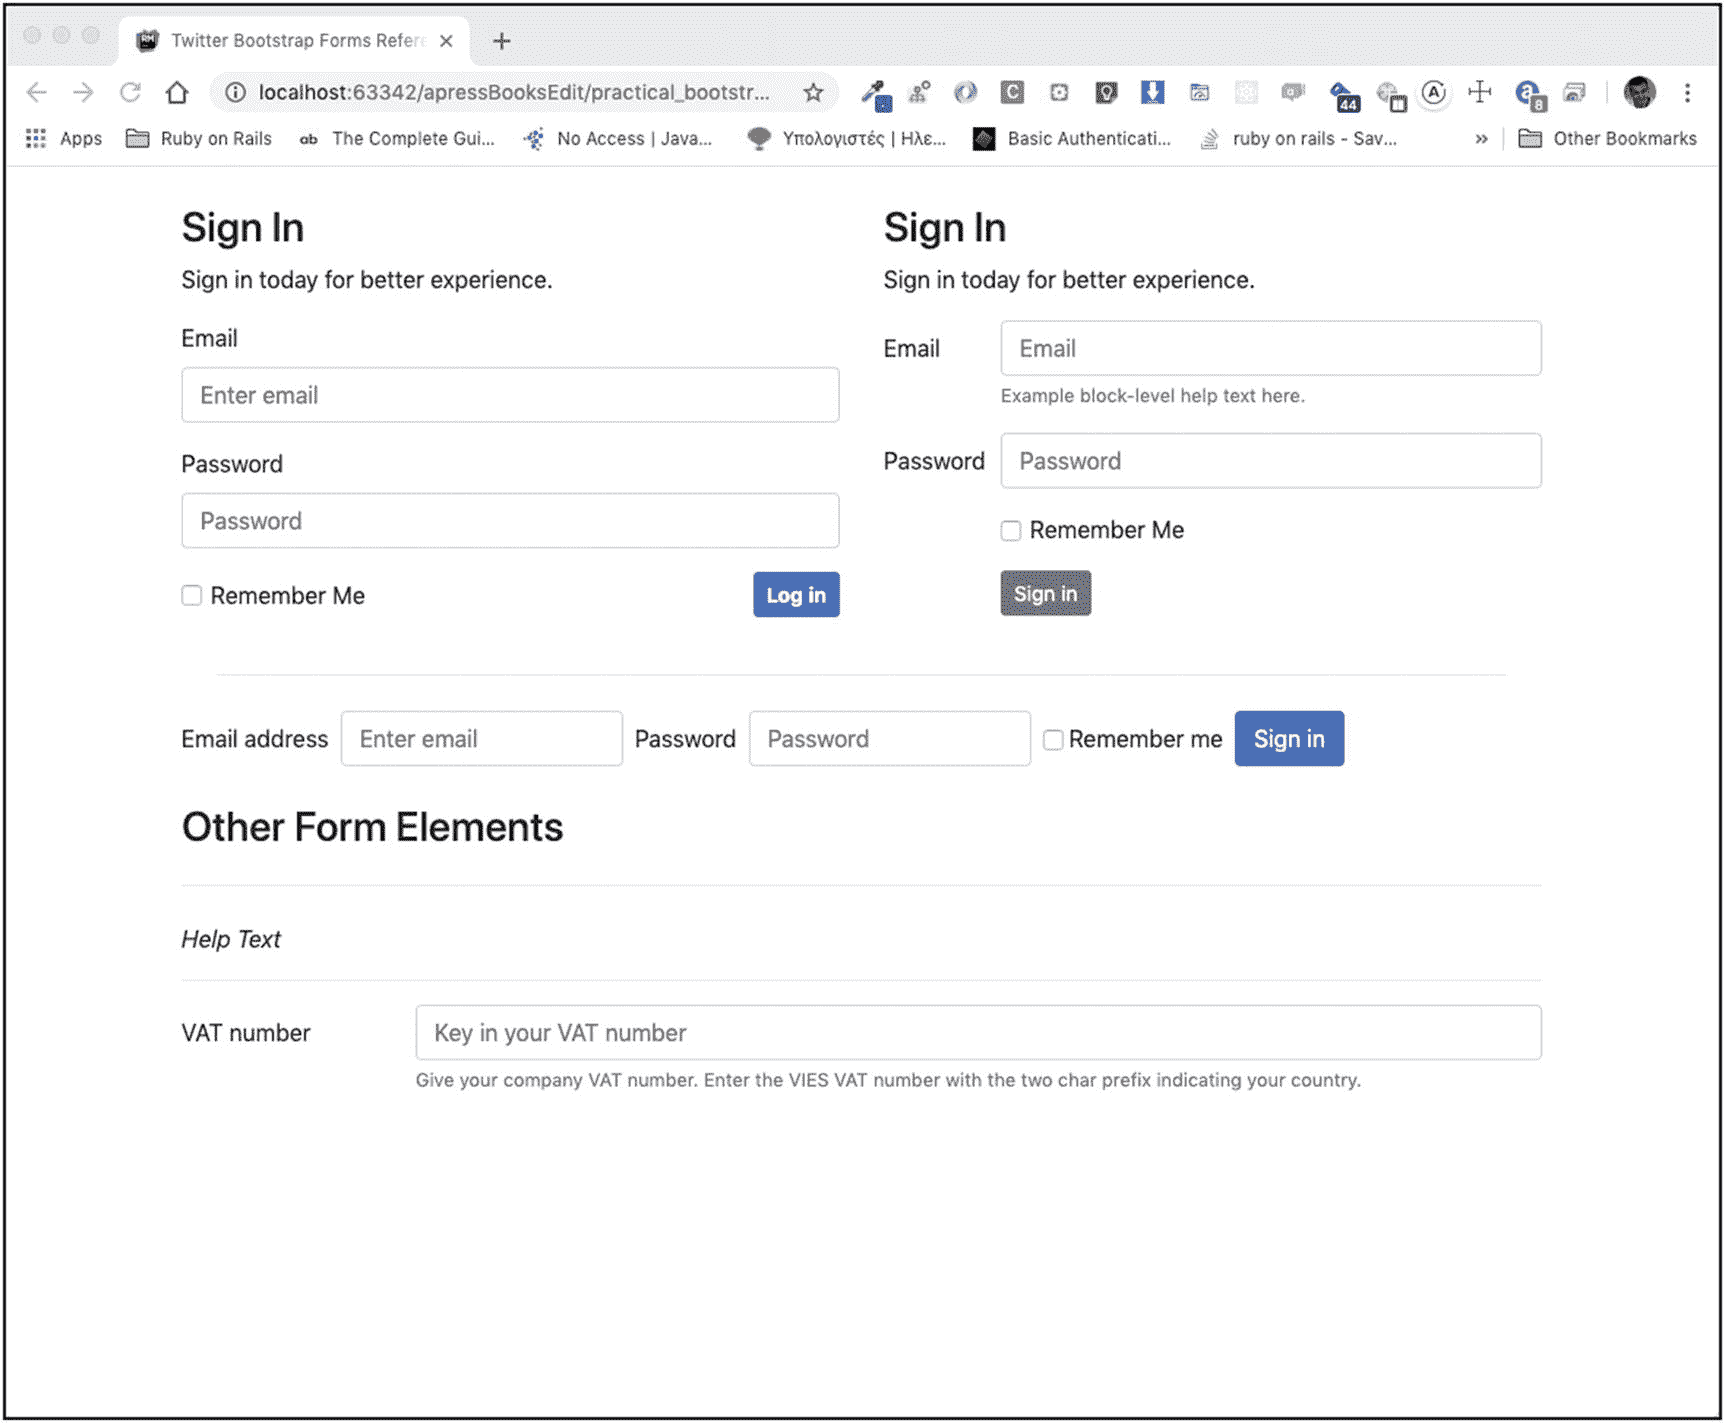 Twitter Bootstrap Forms Refere
localhost:63342/apressBooksEdit/practical_bootstr...
44
8
Apps Ruby on Rails ab The Complete Gui... No Access | Java... Υπολογιστές | Ηλε... Basic Authenticati... ruby on rails - Sav... » Other Bookmarks
Sign In
Sign in today for better experience.
Email
Enter email
Password
Password
Remember Me Log in
Sign In
Sign in today for better experience.
Email Email
Example block-level help text here.
Password Password
Remember Me
Sign in
Email address Enter email Password Password Remember me Sign in
Other Form Elements
Help Text
VAT number Key in your VAT number
Give your company VAT number. Enter the VIES VAT number with the two char prefix indicating your country.